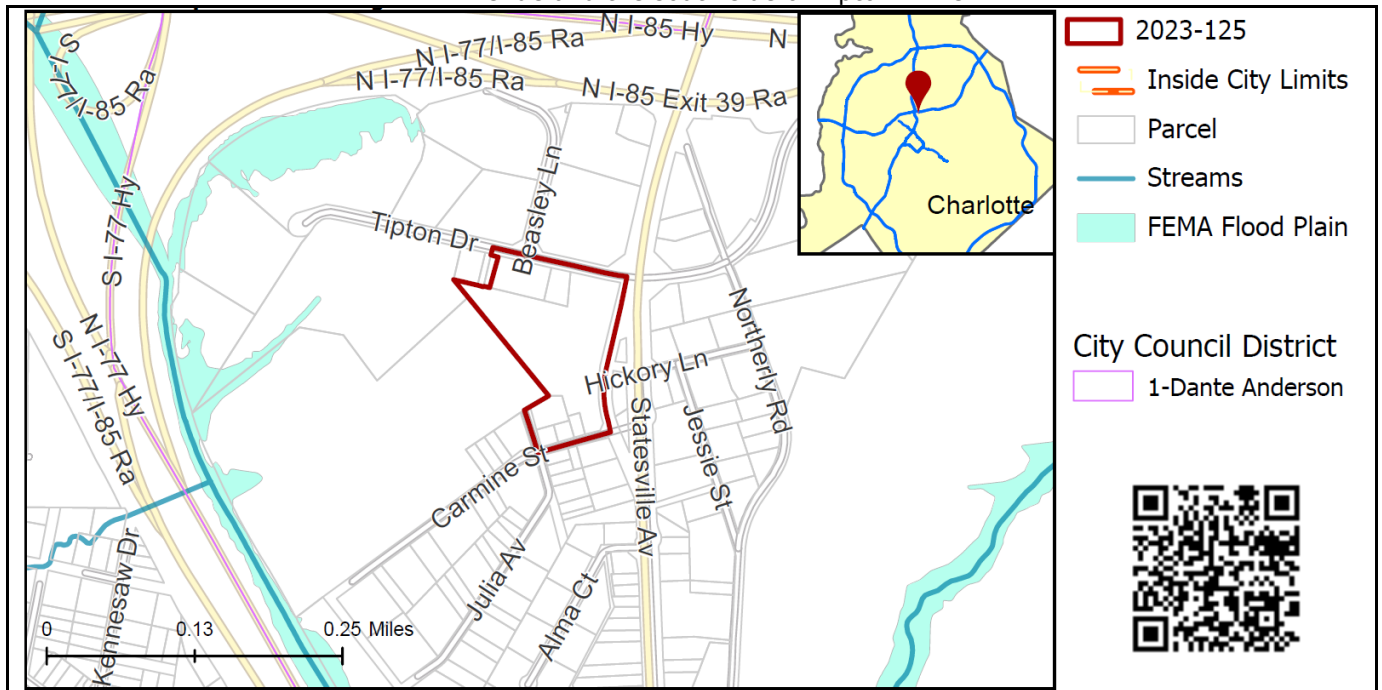 N I-85 Hy
N
N I-77/I-85 Ra
N I-77/I-85 Ra
N I-85 Exit 39 Ra
S I-77/I-85 Ra
S I-77 Hy
N I-77 Hy
S I-77/I-85 Ra
Beasley Ln
Tipton Dr
Hickory Ln
Northerly Rd
Jessie St
Statesville Av
Carmine St
Julia Av
Alma Ct
Kennesaw Dr
0 0.13 0.25 Miles
Charlotte
2023-125
Inside City Limits
Parcel
Streams
FEMA Flood Plain
City Council District
1-Dante Anderson